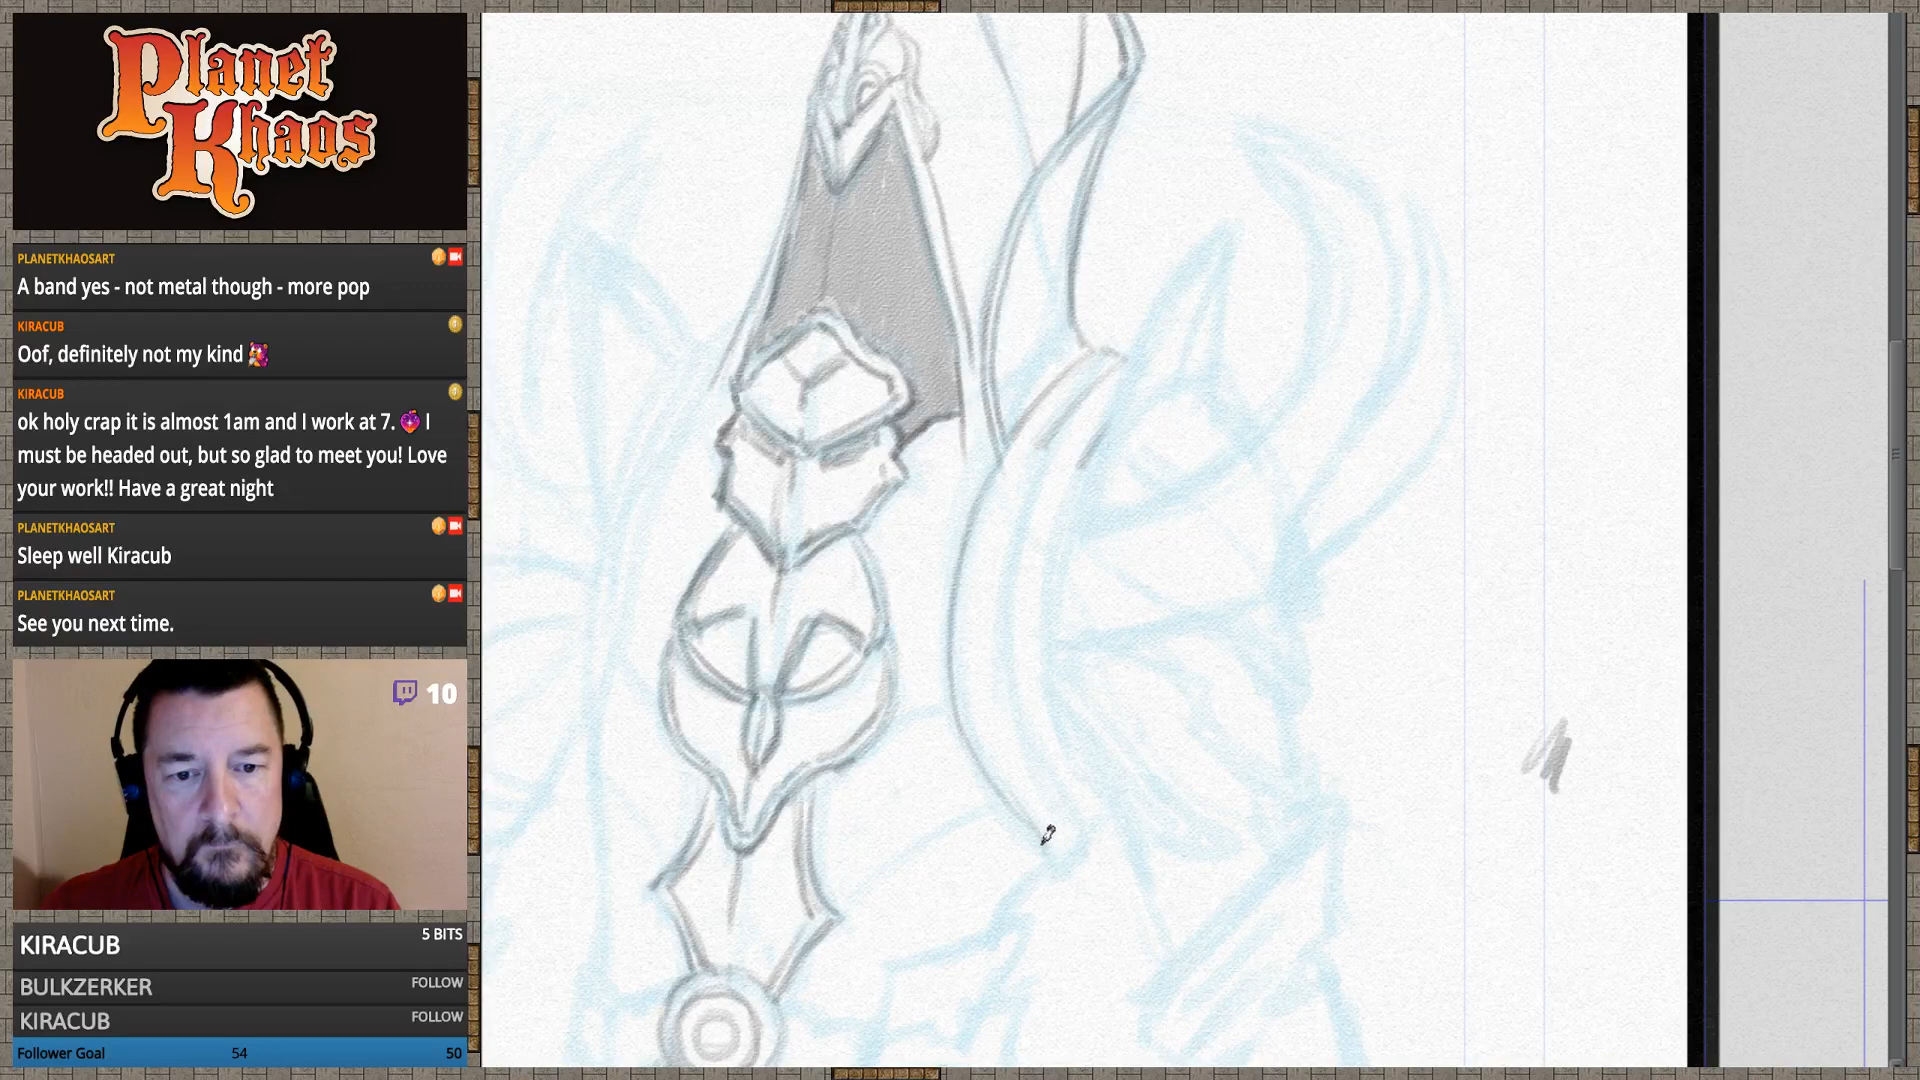 Planet
Khaos
PLANETKHAOSART
A band yes - not metal though - more pop
KIRACUB
Oof, definitely not my kind
KIRACUB
ok holy crap it is almost 1am and I work at 7. I
must be headed out, but so glad to meet you! Love
your work!! Have a great night
PLANETKHAOSART
Sleep well Kiracub
PLANETKHAOSART
See you next time.
10
KIRACUB 5 BITS
BULKZERKER FOLLOW
KIRACUB FOLLOW
Follower Goal 54 50